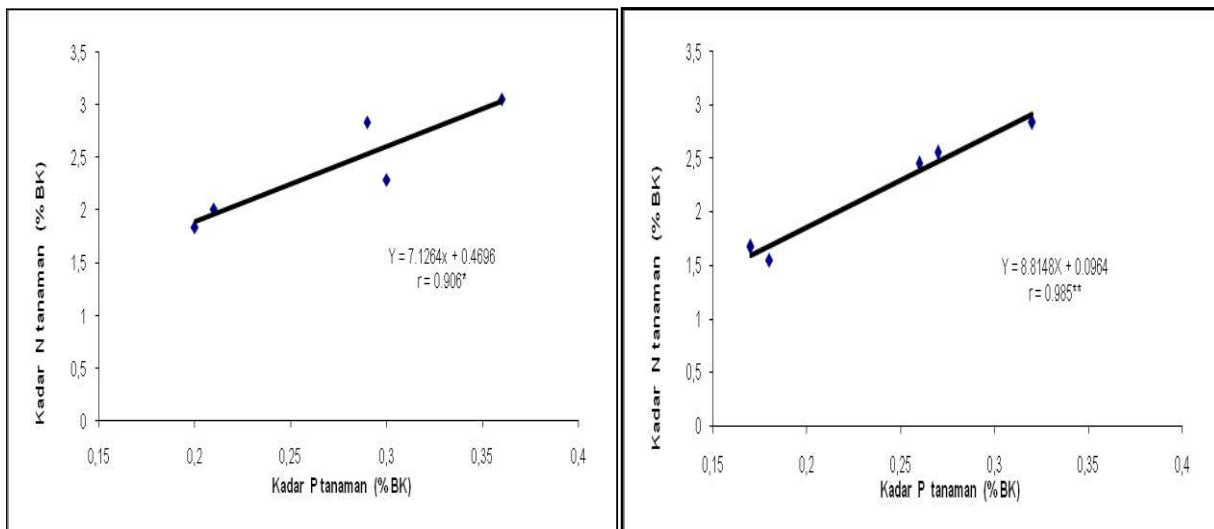 3,5
3
2,5
2
1,5
1
0,5
0
Kadar N tanaman (% BK)
Y = 7.1264x + 0.4696
r = 0.906*
0,15 0,2 0,25 0,3 0,35 0,4
Kadar P tanaman (% BK)
3,5
3
2,5
2
1,5
1
0,5
0
Kadar N tanaman (% BK)
Y = 8.8148X + 0.0964
r = 0.985**
0,15 0,2 0,25 0,3 0,35 0,4
Kadar P tanaman (% BK)